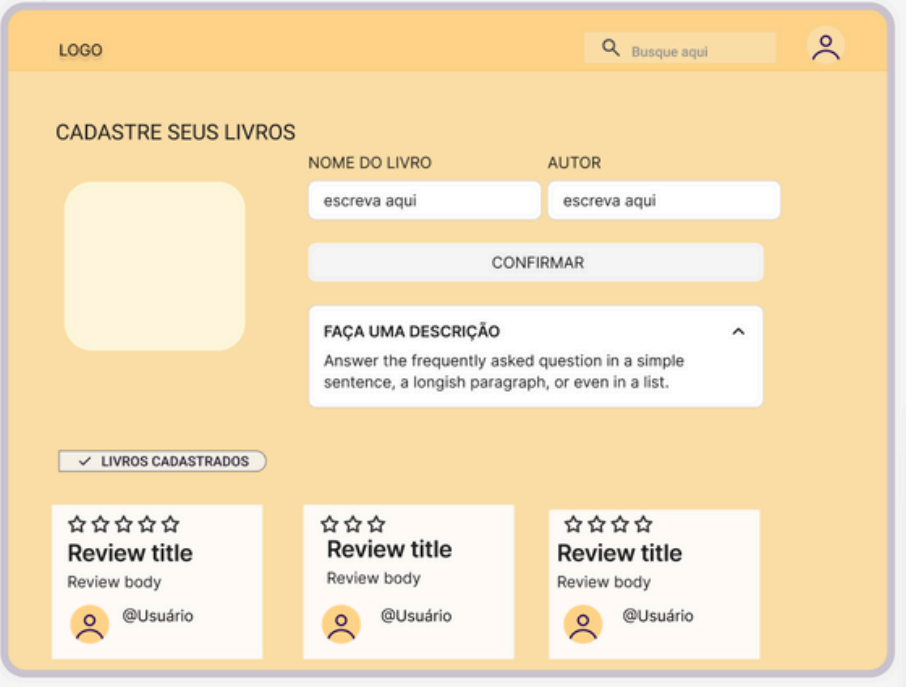 LOGO
Busque aqui
CADASTRE SEUS LIVROS
NOME DO LIVRO
AUTOR
escreva aqui
escreva aqui
CONFIRMAR
FAÇA UMA DESCRIÇÃO
Answer the frequently asked question in a simple
sentence, a longish paragraph, or even in a list.
LIVROS CADASTRADOS
Review title
Review body
@Usuário
Review title
Review body
@Usuário
Review title
Review body
@Usuário